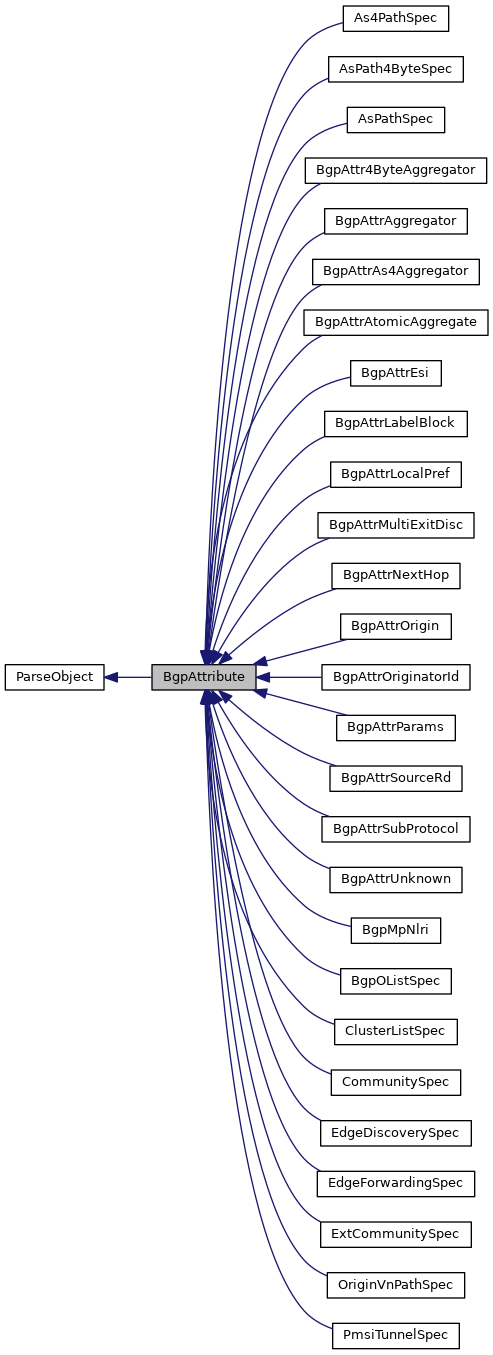 As4PathSpec
AsPath4ByteSpec
AsPathSpec
BgpAttr4ByteAggregator
BgpAttrAggregator
BgpAttrAs4Aggregator
BgpAttrAtomicAggregate
BgpAttrEsi
BgpAttrLabelBlock
BgpAttrLocalPref
BgpAttrMultiExitDisc
BgpAttrNextHop
BgpAttrOrigin
ParseObject
BgpAttribute
BgpAttrOriginatorId
BgpAttrParams
BgpAttrSourceRd
BgpAttrSubProtocol
BgpAttrUnknown
BgpMpNlri
BgpOListSpec
ClusterListSpec
CommunitySpec
EdgeDiscoverySpec
EdgeForwardingSpec
ExtCommunitySpec
OriginVnPathSpec
PmsiTunnelSpec